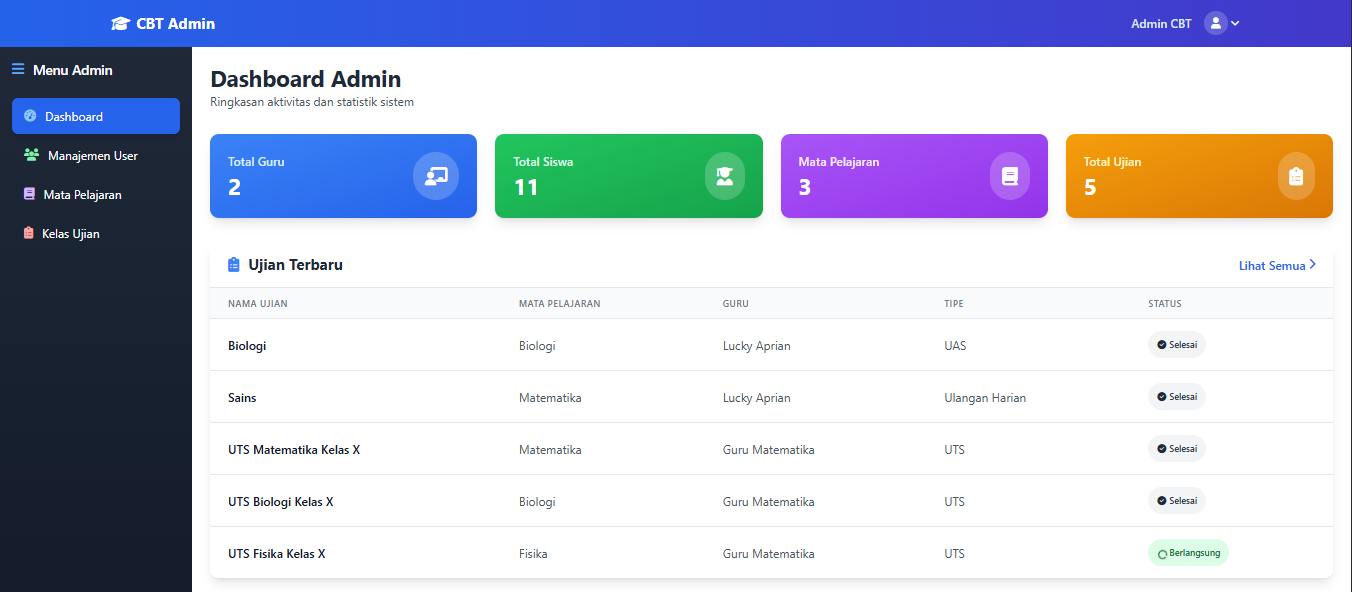 CBT Admin
Admin CBT
Menu Admin
Dashboard
Manajemen User
Mata Pelajaran
Kelas Ujian
Dashboard Admin
Ringkasan aktivitas dan statistik sistem
Total Guru
2
Total Siswa
11
Mata Pelajaran
3
Total Ujian
5
Ujian Terbaru
Lihat Semua
NAMA UJIAN MATA PELAJARAN GURU TIPE STATUS
Biologi Biologi Lucky Aprian UAS Selesai
Sains Matematika Lucky Aprian Ulangan Harian Selesai
UTS Matematika Kelas X Matematika Guru Matematika UTS Selesai
UTS Biologi Kelas X Biologi Guru Matematika UTS Selesai
UTS Fisika Kelas X Fisika Guru Matematika UTS Berlangsung